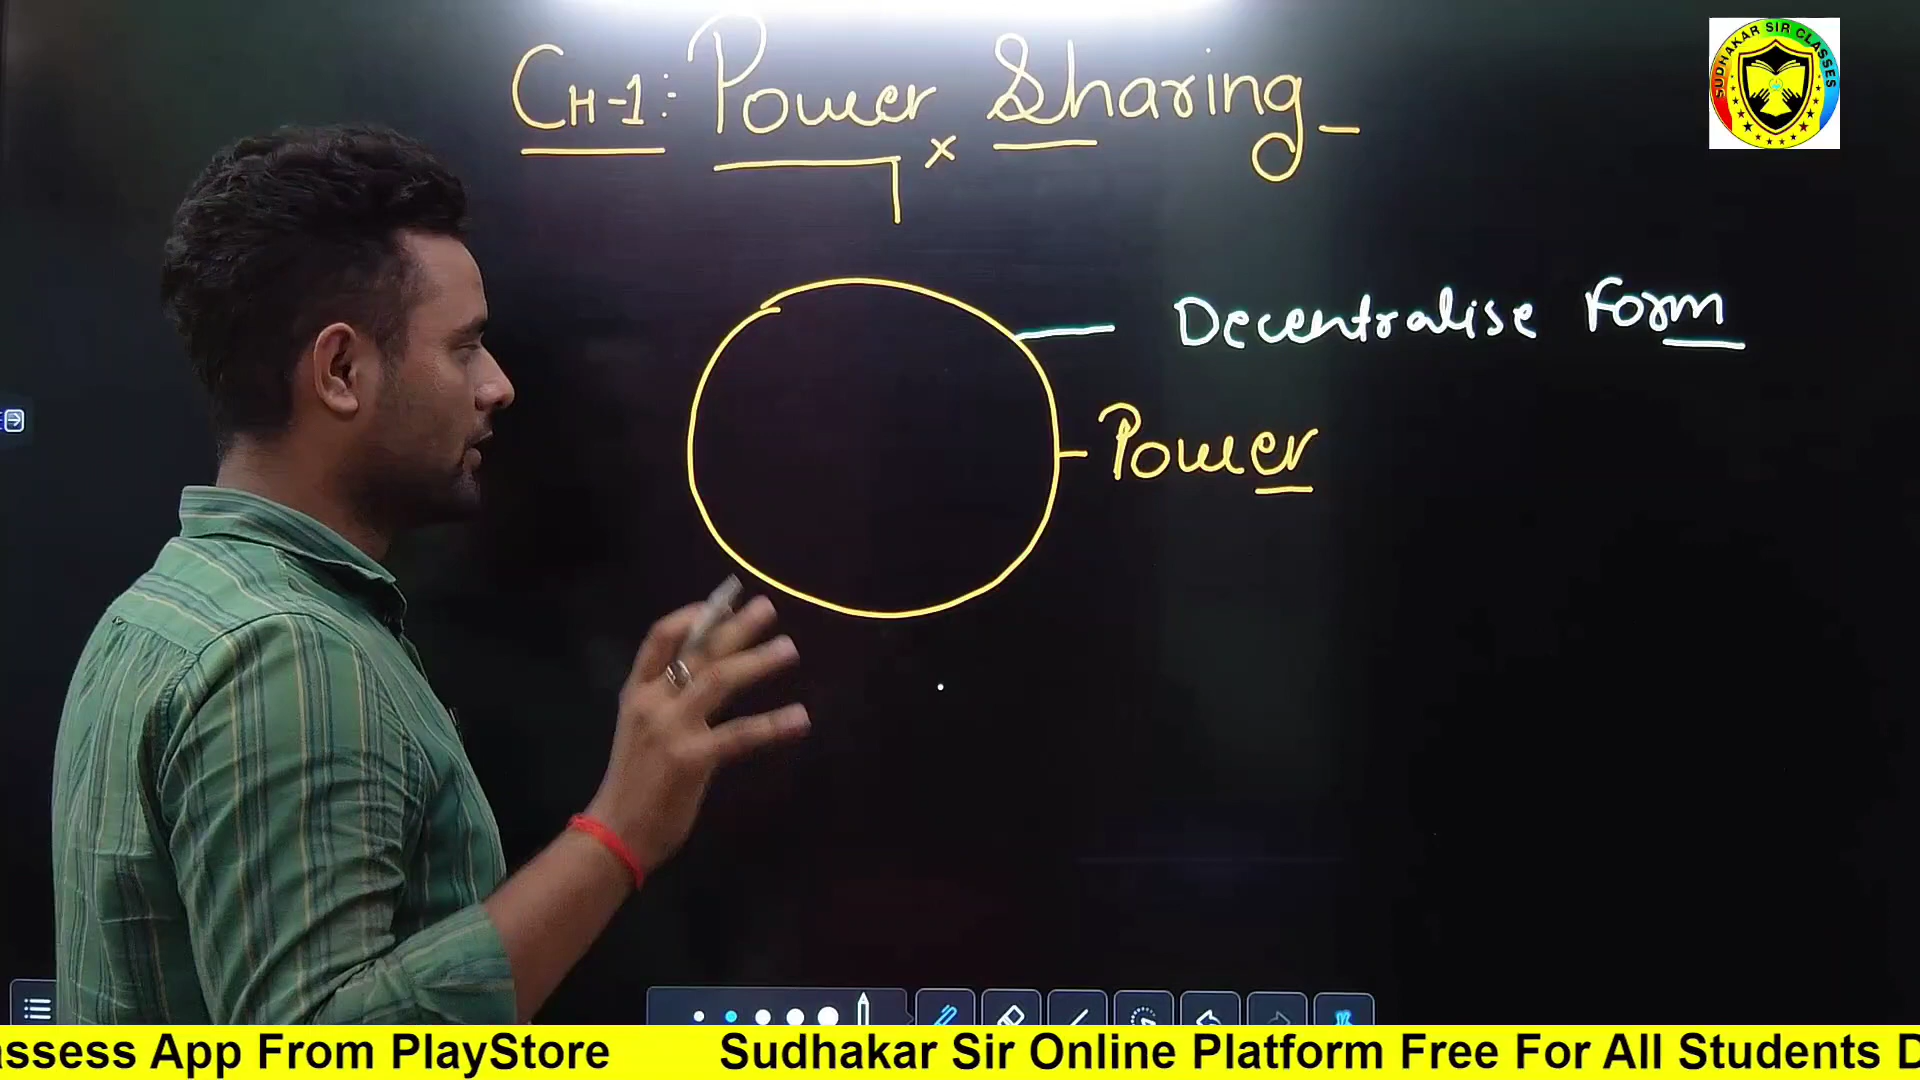 CH-1: Power Sharing
SUDHAKAR SIR CLASSES
Decentralise Form
Power
assess App From PlayStore Sudhakar Sir Online Platform Free For All Students D